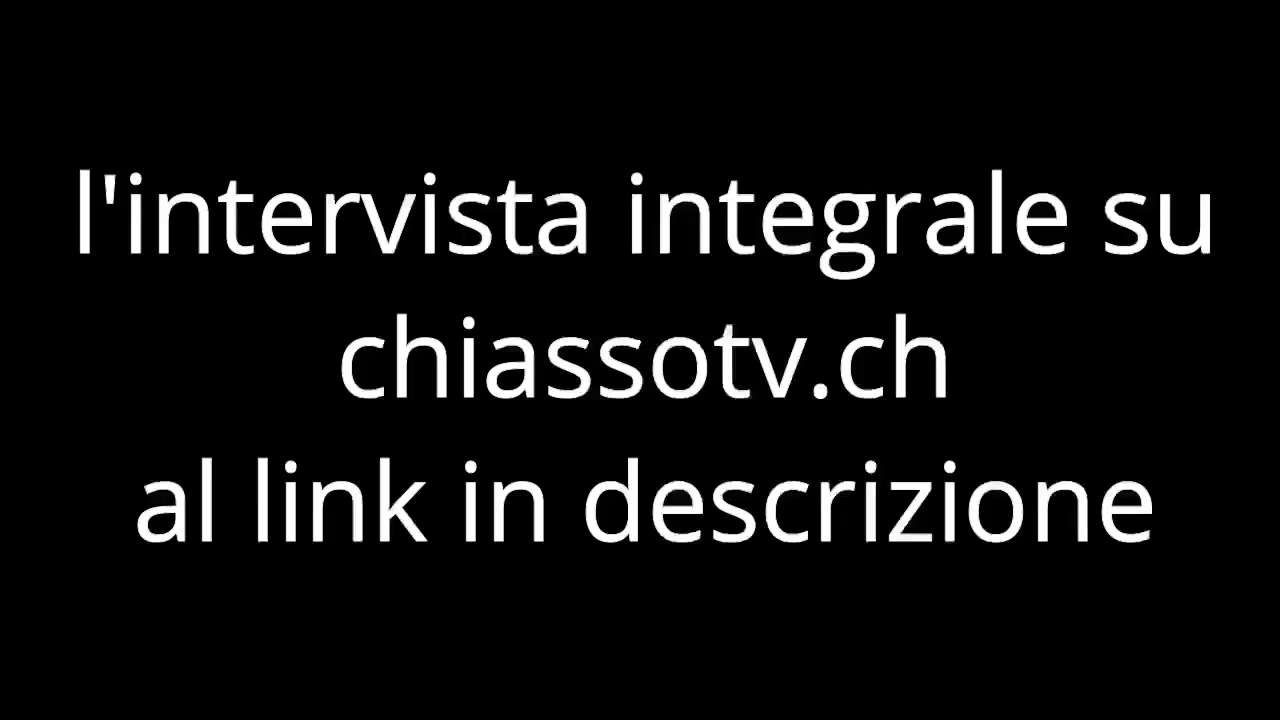 l'intervista integrale su
chiassotv.ch
al link in descrizione